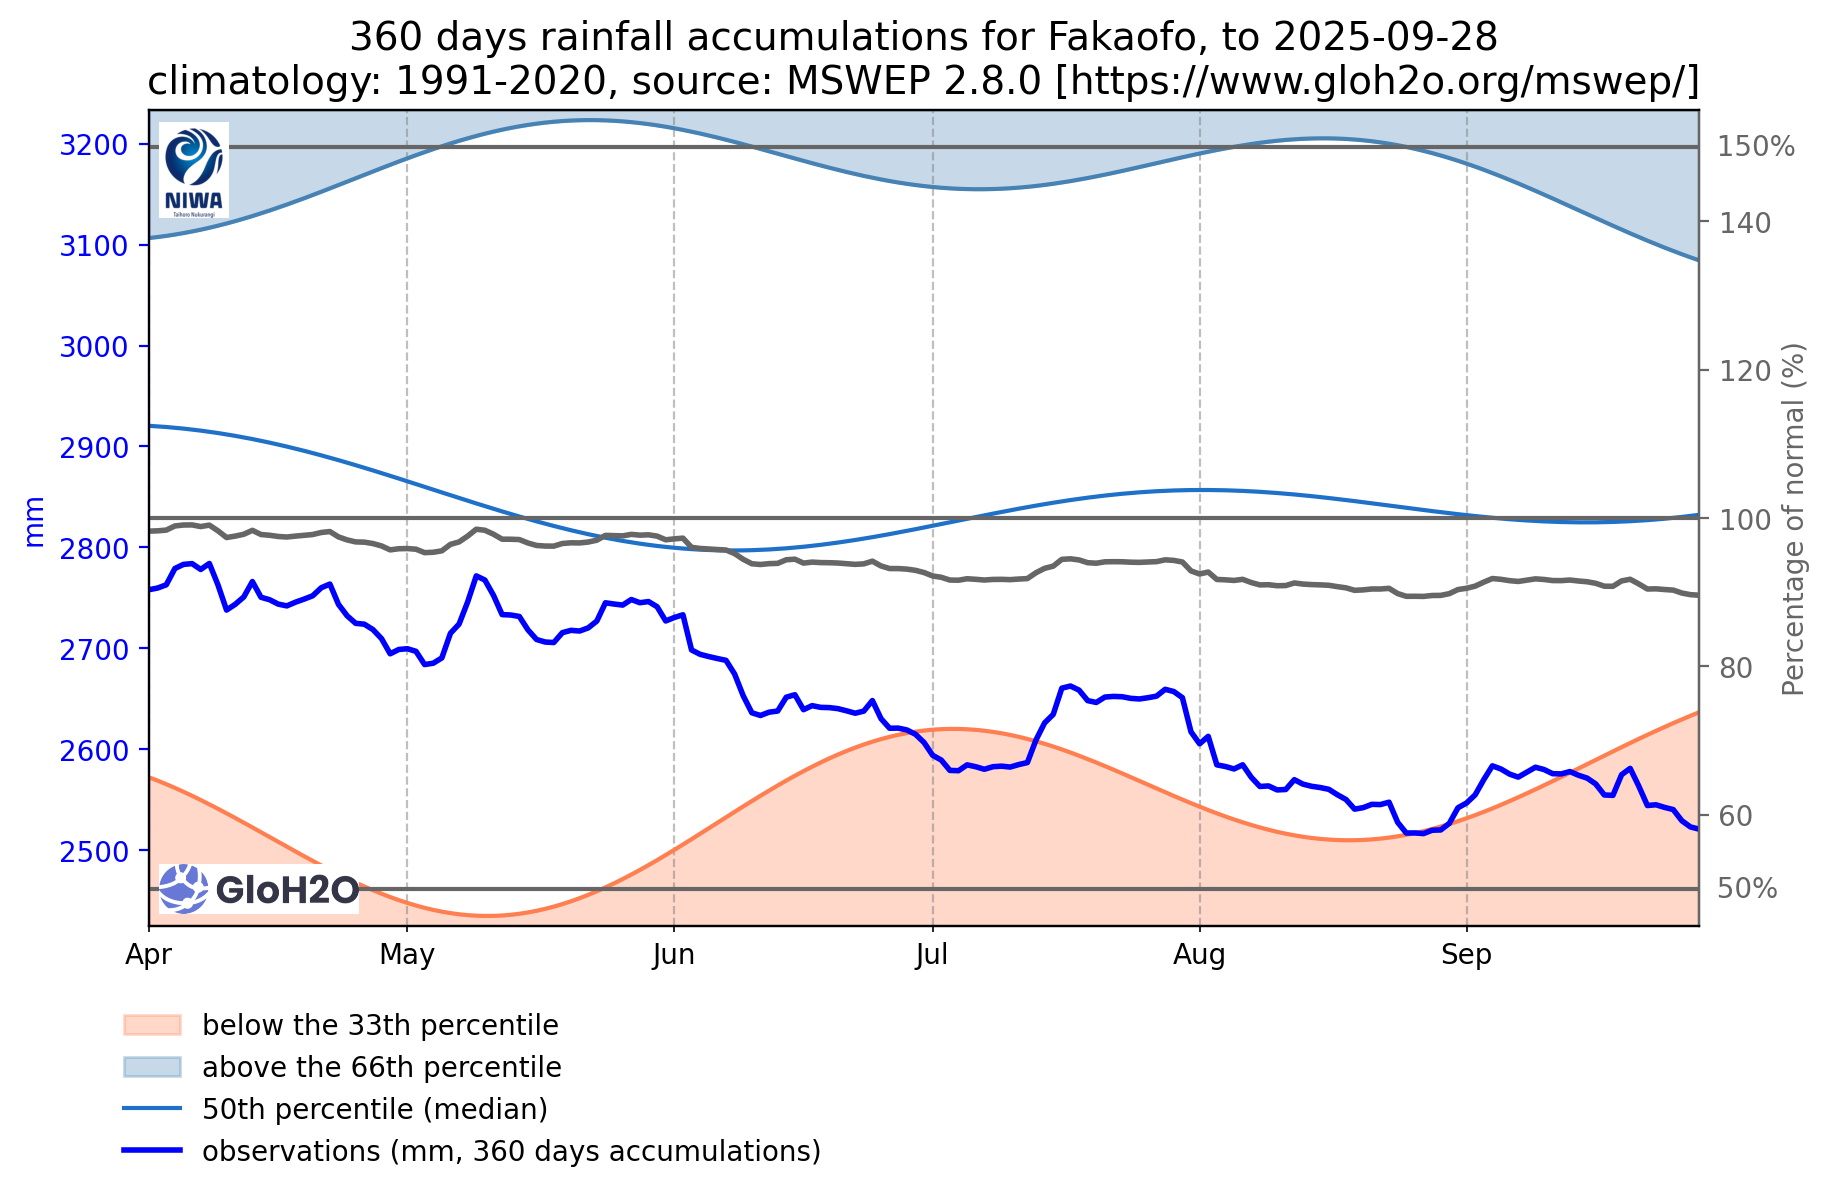 360 days rainfall accumulations for Fakaofo, to 2025-09-28
climatology: 1991-2020, source: MSWEP 2.8.0 [https://www.gloh2o.org/mswep/]
3200
3100
3000
2900
2800
2700
2600
2500
mm
NIWA
Taihoro Nukurangi
GloH2O
150%
140
120
100
80
60
50%
Percentage of normal (%)
Apr
May
Jun
Jul
Aug
Sep
below the 33th percentile
above the 66th percentile
50th percentile (median)
observations (mm, 360 days accumulations)